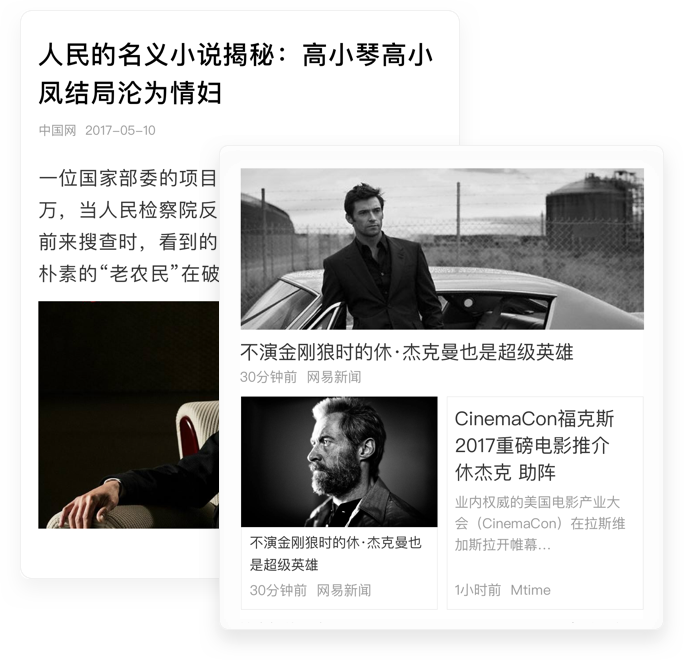 人民的名义小说揭秘：高小琴高小
凤结局沦为情妇
中国网 2017-05-10
一位国家部委的项目
万，当人民检察院反
前来搜查时，看到的
朴素的“老农民”在破
不演金刚狼时的休·杰克曼也是超级英雄
30分钟前 网易新闻
不演金刚狼时的休·杰克曼也
是超级英雄
30分钟前 网易新闻
CinemaCon福克斯
2017重磅电影推介
休杰克 助阵
业内权威的美国电影产业大
会（CinemaCon）在拉斯维
加斯拉开帷幕...
1小时前 Mtime